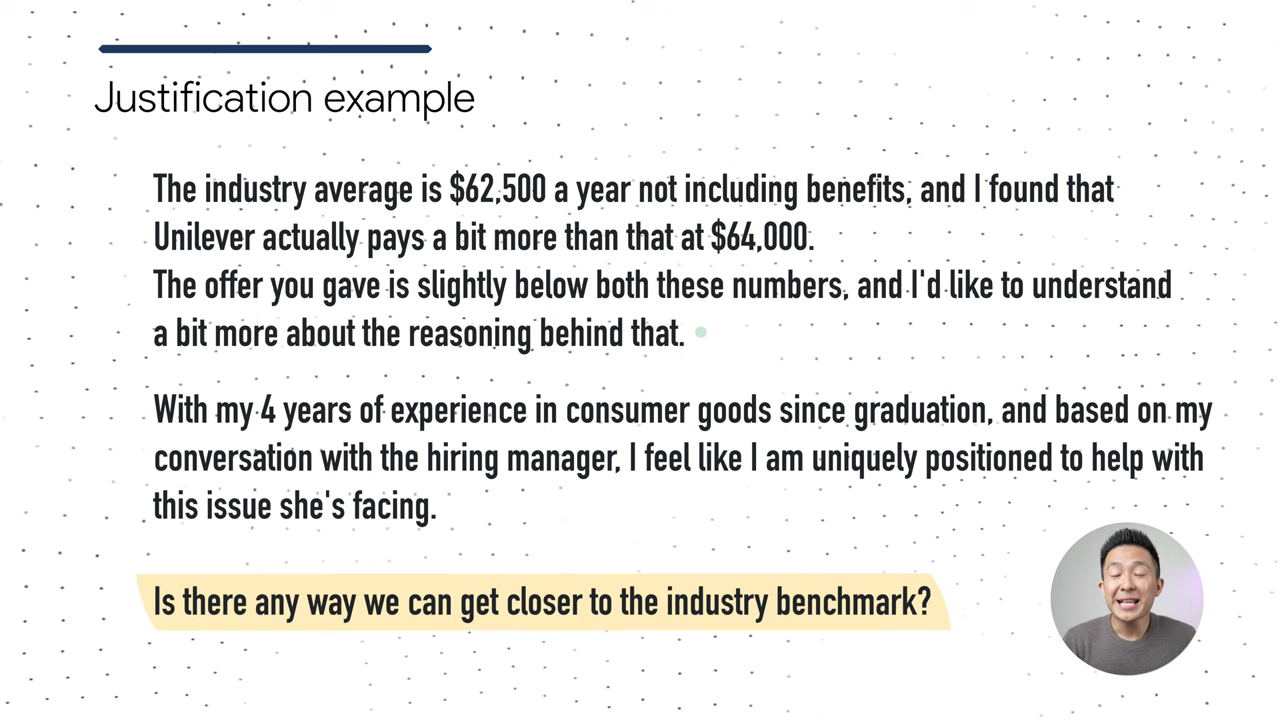 Justification example
The industry average is $62,500 a year not including benefits, and I found that
Unilever actually pays a bit more than that at $64,000.
The offer you gave is slightly below both these numbers, and I'd like to understand
a bit more about the reasoning behind that.
With my 4 years of experience in consumer goods since graduation, and based on my
conversation with the hiring manager, I feel like I am uniquely positioned to help with
this issue she's facing.
Is there any way we can get closer to the industry benchmark?